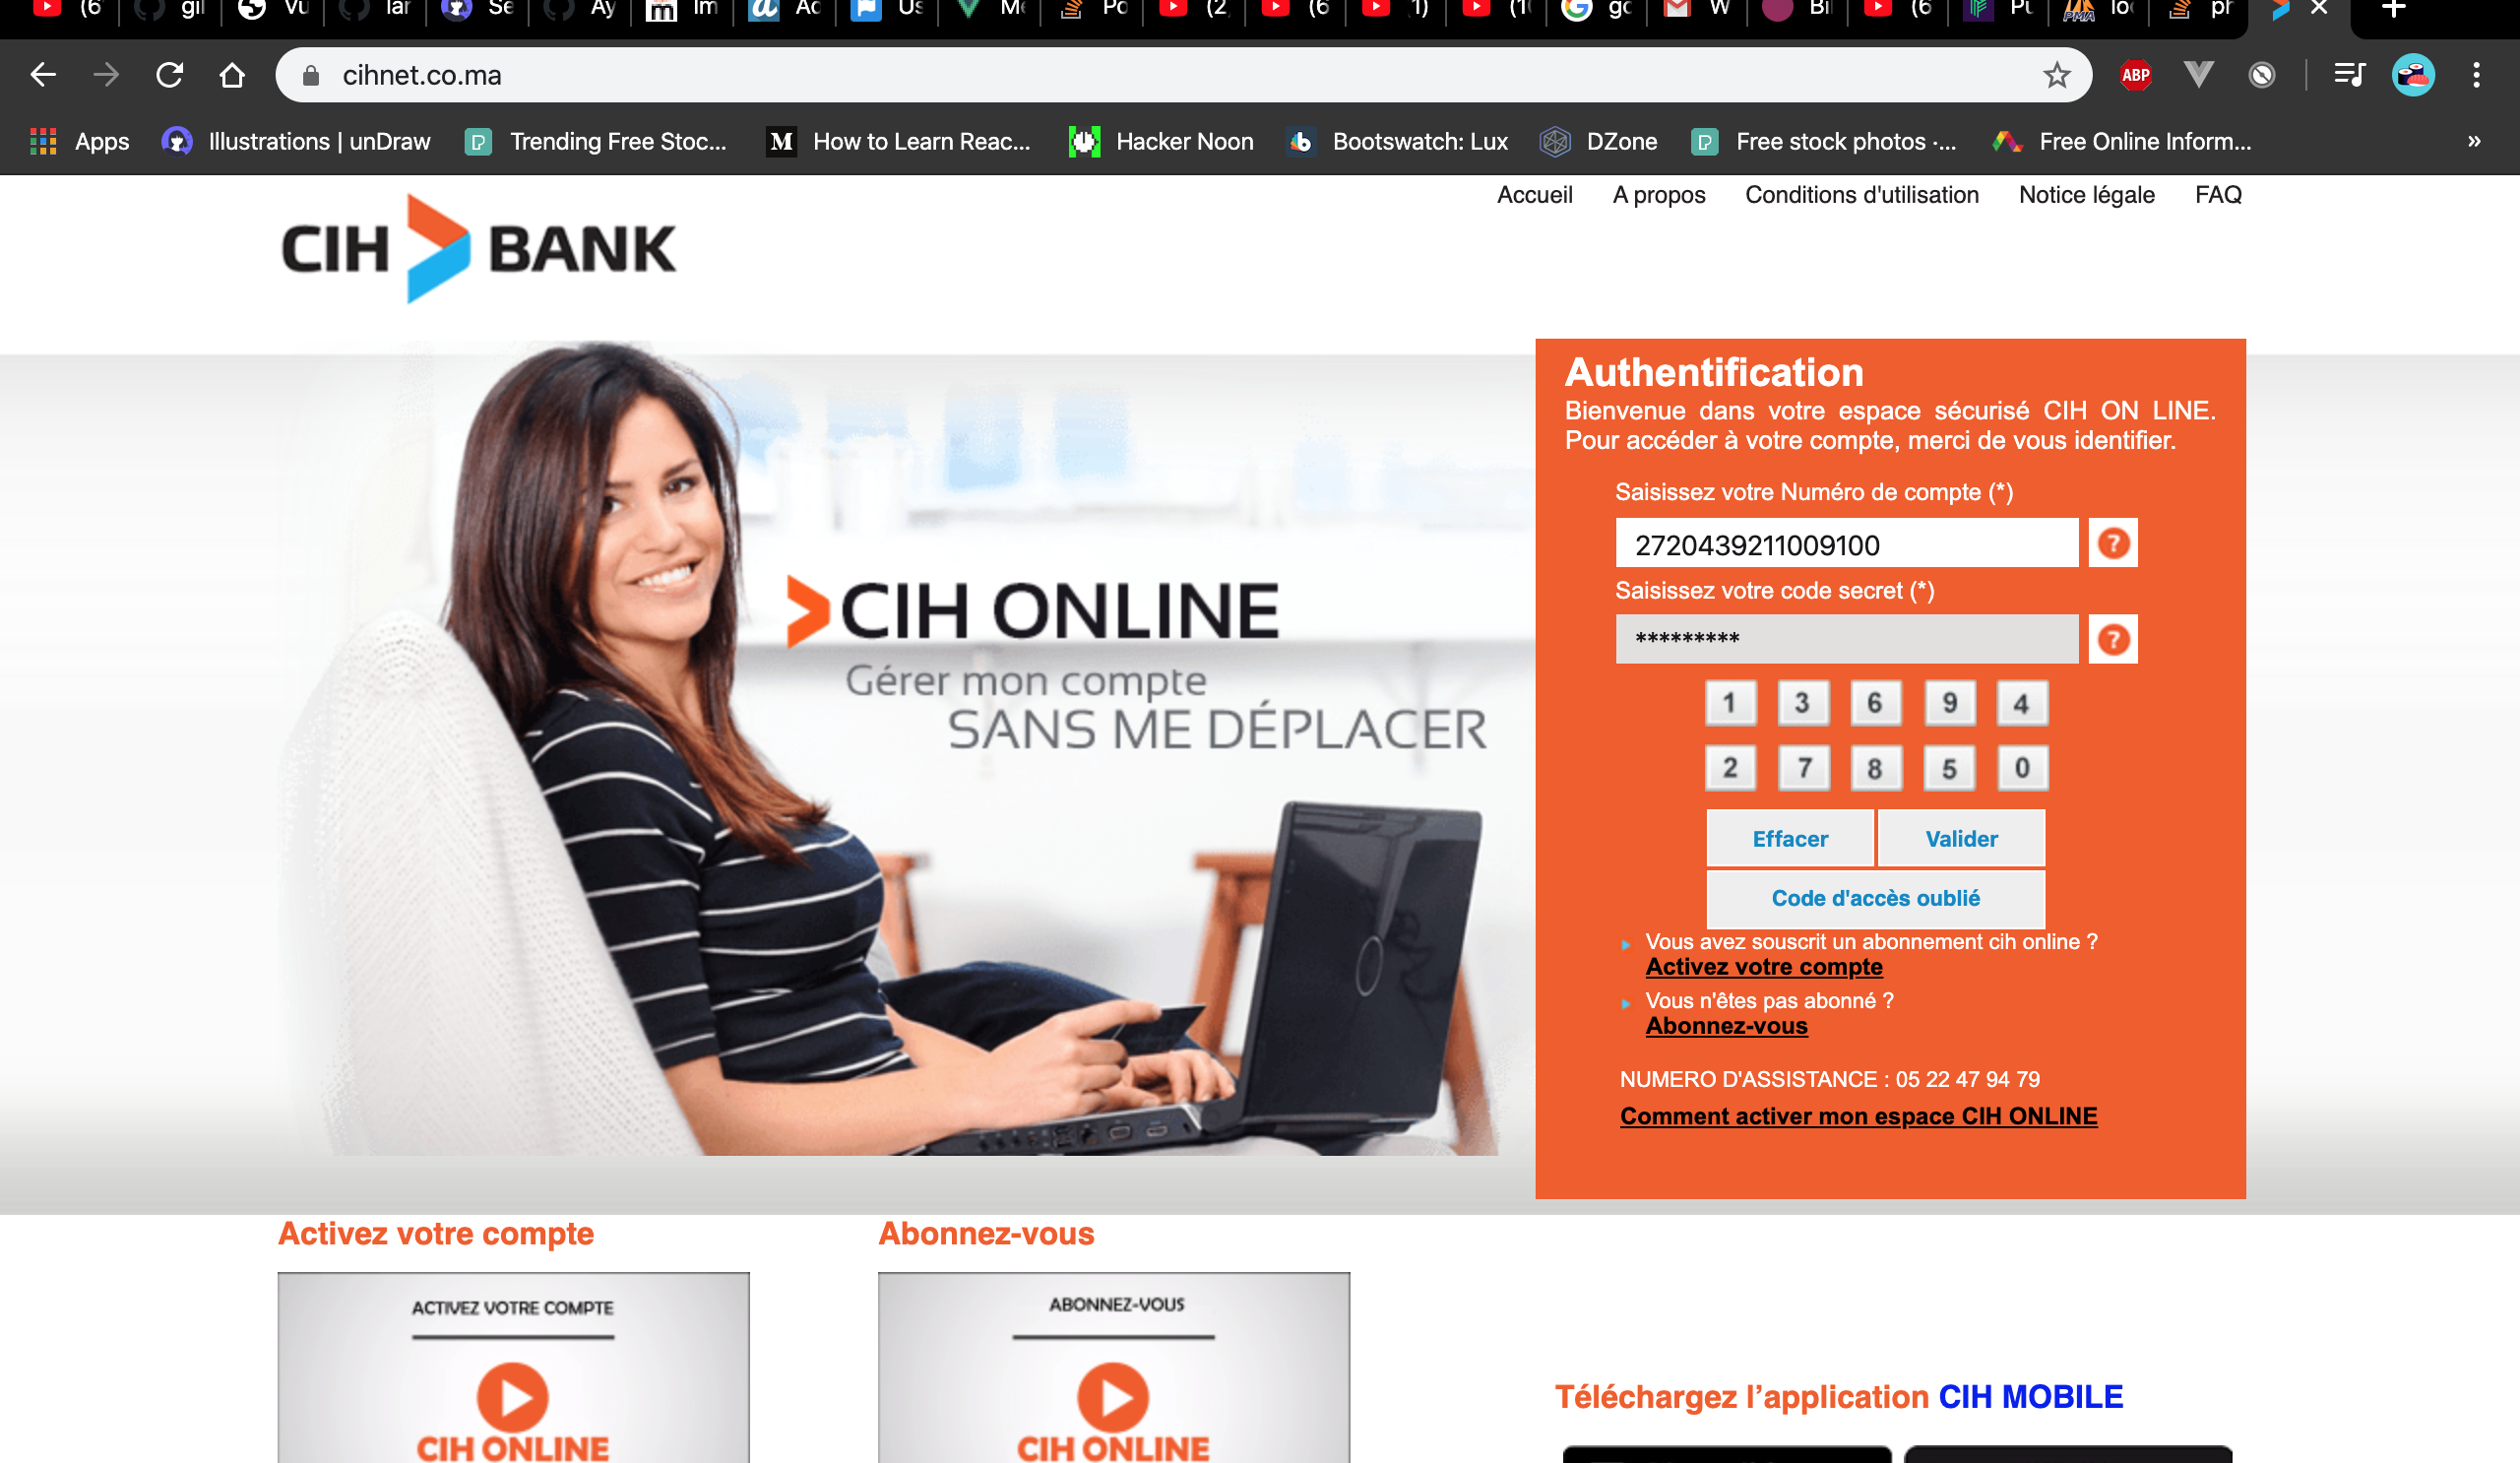 (6
gil
Vu
lar
Se
Ay
Im
Ac
Us
Me
Po
(2
(6
1)
(1
gc
W
Bi
(6
Pu
loc
pr
cihnet.co.ma
ABP
Apps
Illustrations | unDraw
Trending Free Stoc...
M
How to Learn Reac...
Hacker Noon
Bootswatch: Lux
DZone
Free stock photos ·...
Free Online Inform...
»
Accueil
A propos
Conditions d'utilisation
Notice légale
FAQ
CIH BANK
CIH ONLINE
Gérer mon compte
SANS ME DÉPLACER
Authentification
Bienvenue dans votre espace sécurisé CIH ON LINE.
Pour accéder à votre compte, merci de vous identifier.
Saisissez votre Numéro de compte (*)
2720439211009100
?
Saisissez votre code secret (*)
*********
?
1 3 6 9 4
2 7 8 5 0
Effacer
Valider
Code d'accès oublié
Vous avez souscrit un abonnement cih online ?
Activez votre compte
Vous n'êtes pas abonné ?
Abonnez-vous
NUMERO D'ASSISTANCE : 05 22 47 94 79
Comment activer mon espace CIH ONLINE
Activez votre compte
Abonnez-vous
ACTIVEZ VOTRE COMPTE
CIH ONLINE
ABONNEZ-VOUS
CIH ONLINE
Téléchargez l’application CIH MOBILE